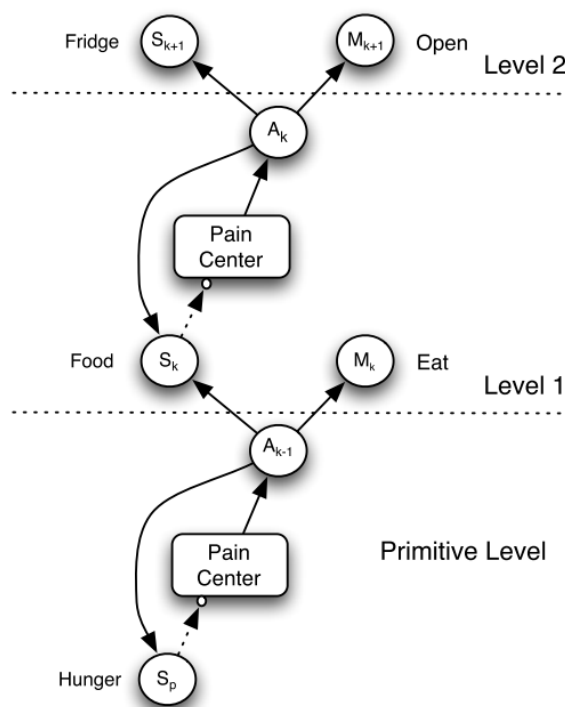 Fridge S_{k+1} M_{k+1} Open
Level 2
A_k
Pain
Center
Food S_k M_k Eat
Level 1
A_{k-1}
Pain
Center
Primitive Level
Hunger S_p